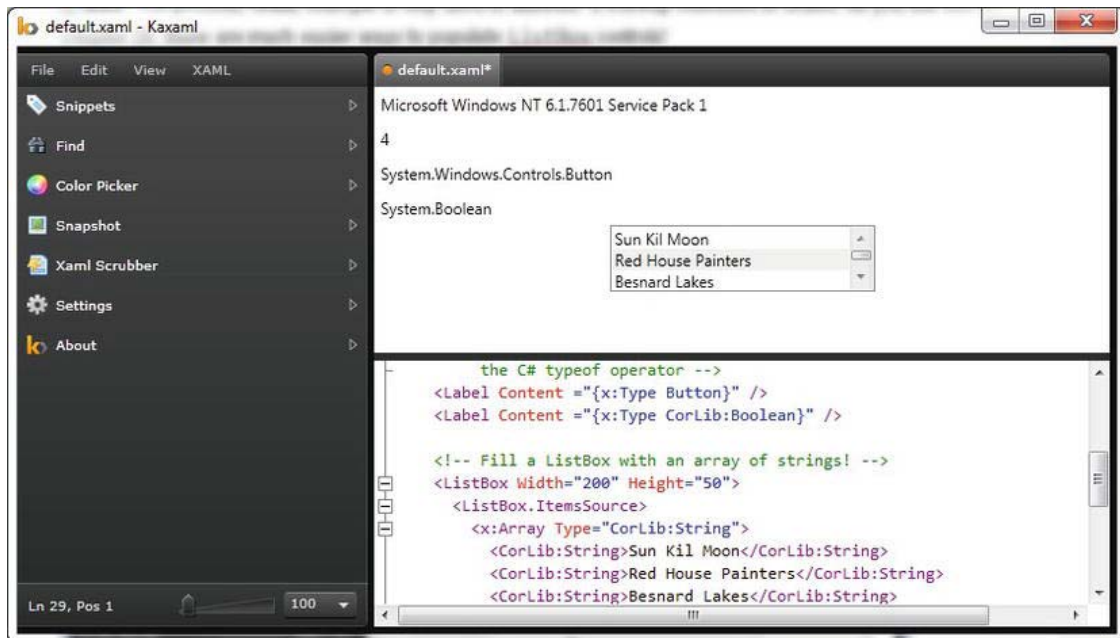 default.xaml - Kaxaml
File Edit View XAML
Snippets
Find
Color Picker
Snapshot
Xaml Scrubber
Settings
About
Ln 29, Pos 1
100
default.xaml*
Microsoft Windows NT 6.1.7601 Service Pack 1
4
System.Windows.Controls.Button
System.Boolean
Sun Kil Moon
Red House Painters
Besnard Lakes
the C# typeof operator -->
<Label Content ="{x:Type Button}" />
<Label Content ="{x:Type CorLib:Boolean}" />
<!-- Fill a ListBox with an array of strings! -->
<ListBox Width="200" Height="50">
<ListBox.ItemsSource>
<x:Array Type="CorLib:String">
<CorLib:String>Sun Kil Moon</CorLib:String>
<CorLib:String>Red House Painters</CorLib:String>
<CorLib:String>Besnard Lakes</CorLib:String>